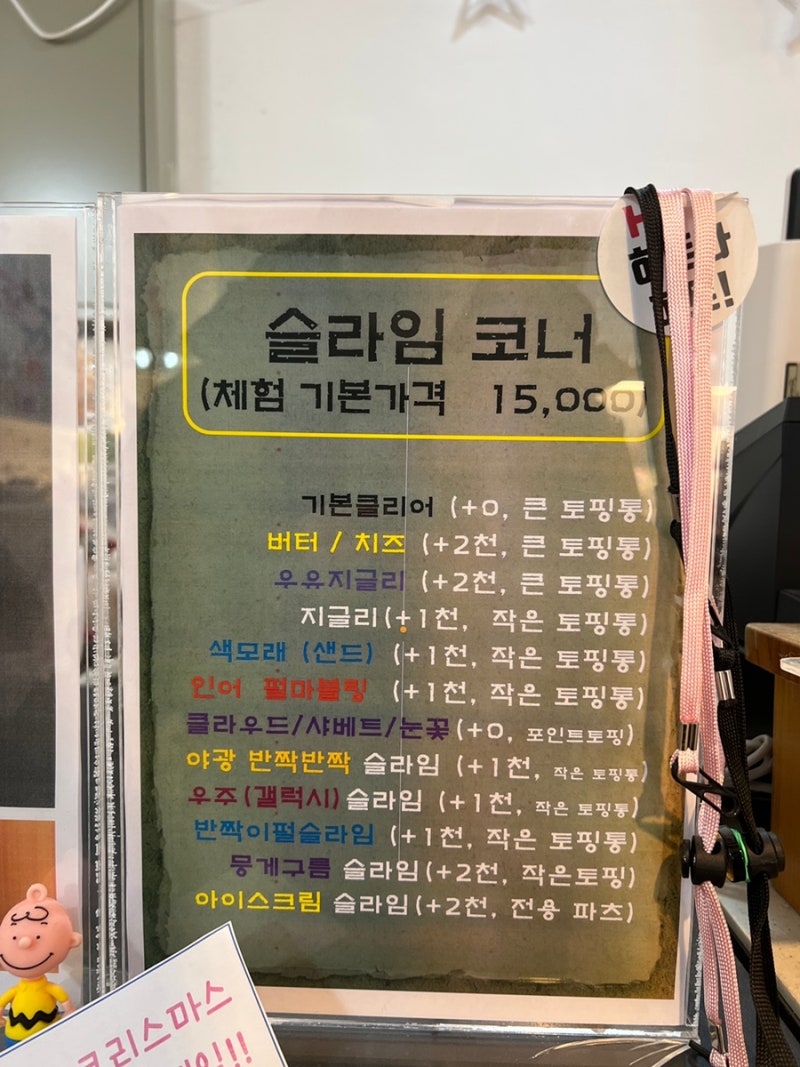 슬라임 코너
(체험 기본가격 15,000)
기본클리어 (+0, 큰 토핑통)
버터 / 치즈 (+2천, 큰 토핑통)
우유지글리 (+2천, 큰 토핑통)
지글리(+1천, 작은 토핑통)
색모래 (샌드) (+1천, 작은 토핑통)
인어 펄마블링 (+1천, 작은 토핑통)
클라우드/샤베트/눈꽃(+0, 포인트토핑)
야광 반짝반짝 슬라임 (+1천, 작은 토핑통)
우주(갤럭시)슬라임 (+1천, 작은 토핑통)
반짝이펄슬라임 (+1천, 작은 토핑통)
뭉게구름 슬라임(+2천, 작은토핑)
아이스크림 슬라임(+2천, 전용 파츠)
크리스마스